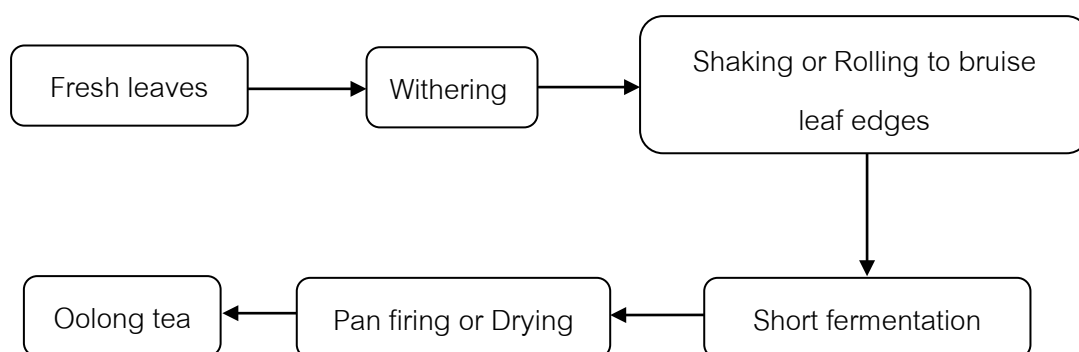 Fresh leaves
Withering
Shaking or Rolling to bruise
leaf edges
Short fermentation
Pan firing or Drying
Oolong tea